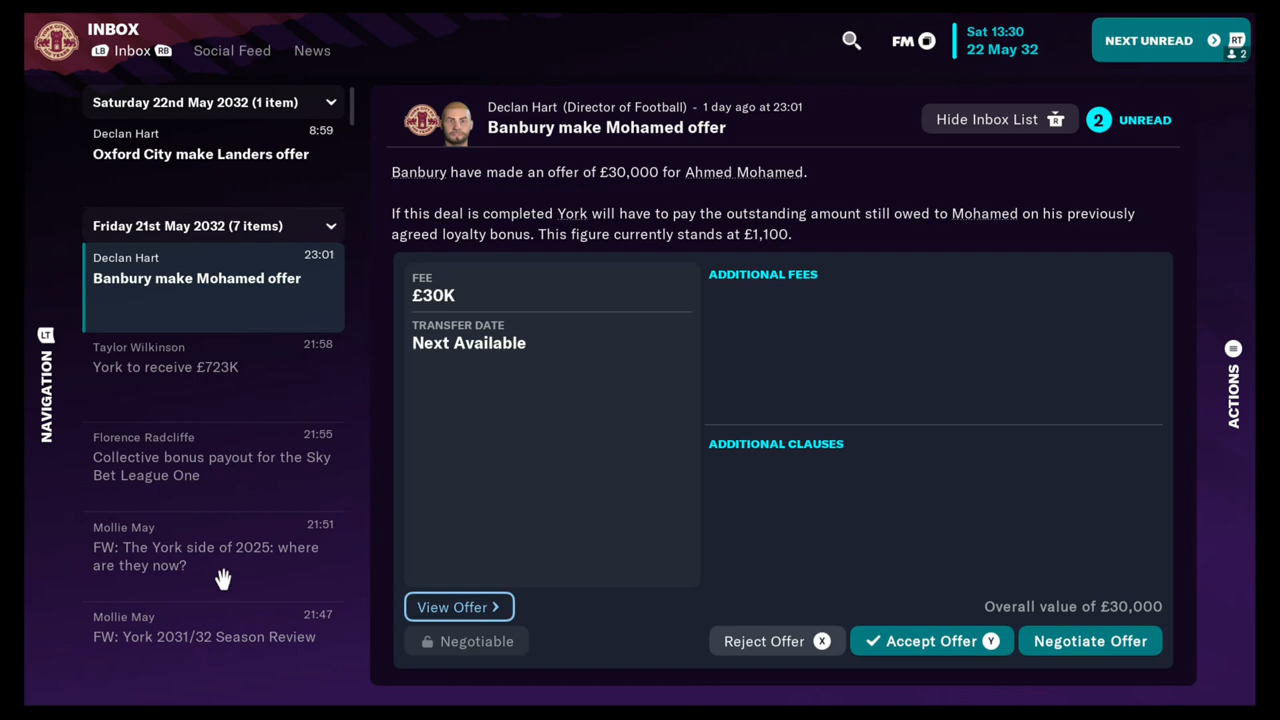 INBOX
LB Inbox RB Social Feed News
FM
Sat 13:30
22 May 32
NEXT UNREAD RT
2
Saturday 22nd May 2032 (1 item)
Declan Hart 8:59
Oxford City make Landers offer
Friday 21st May 2032 (7 items)
Declan Hart 23:01
Banbury make Mohamed offer
Taylor Wilkinson 21:58
York to receive £723K
Florence Radcliffe 21:55
Collective bonus payout for the Sky
Bet League One
Mollie May 21:51
FW: The York side of 2025: where
are they now?
Mollie May 21:47
FW: York 2031/32 Season Review
LT
NAVIGATION
Declan Hart (Director of Football) - 1 day ago at 23:01
Banbury make Mohamed offer
Hide Inbox List R
2 UNREAD
Banbury have made an offer of £30,000 for Ahmed Mohamed.
If this deal is completed York will have to pay the outstanding amount still owed to Mohamed on his previously
agreed loyalty bonus. This figure currently stands at £1,100.
FEE
£30K
TRANSFER DATE
Next Available
ADDITIONAL FEES
ADDITIONAL CLAUSES
View Offer
Overall value of £30,000
Negotiable
Reject Offer X
Accept Offer Y
Negotiate Offer
ACTIONS